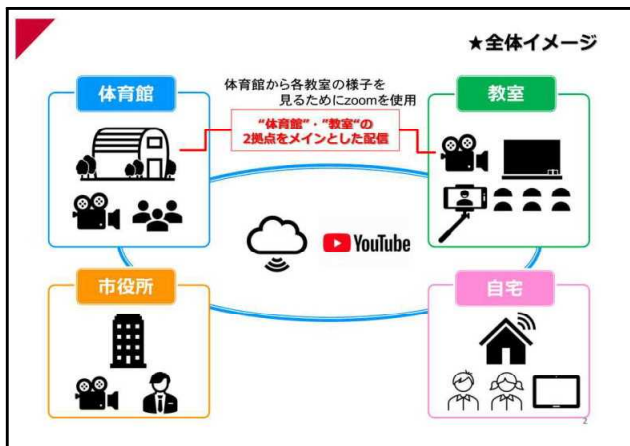 ★全体イメージ
体育館
体育館から各教室の様子を
見るためにzoomを使用
教室
“体育館”・”教室“の
2拠点をメインとした配信
YouTube
市役所
自宅
2